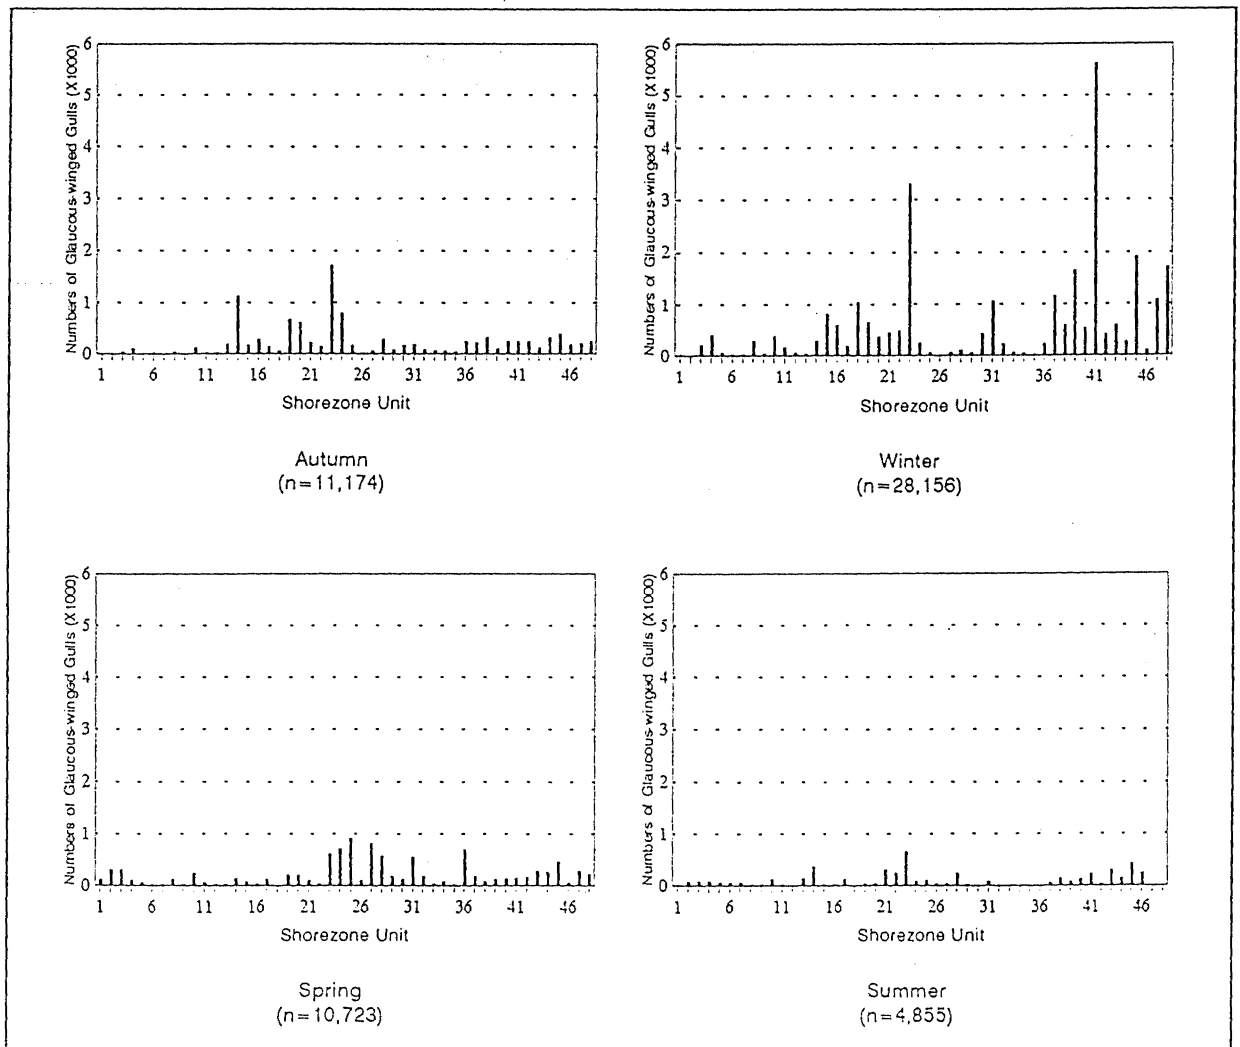 Numbers of Glaucous-winged Gulls (X1000)
6
5
4
3
2
1
0
1 6 11 16 21 26 31 36 41 46
Shorezone Unit
Autumn
(n=11,174)
Numbers of Glaucous-winged Gulls (X1000)
6
5
4
3
2
1
0
1 6 11 16 21 26 31 36 41 46
Shorezone Unit
Winter
(n=28,156)
Numbers of Glaucous-winged Gulls (X1000)
6
5
4
3
2
1
0
1 6 11 16 21 26 31 36 41 46
Shorezone Unit
Spring
(n=10,723)
Numbers of Glaucous-winged Gulls (X1000)
6
5
4
3
2
1
0
1 6 11 16 21 26 31 36 41 46
Shorezone Unit
Summer
(n=4,855)